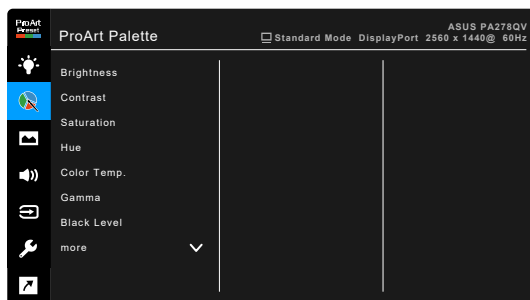 ProArt
Preset
ProArt Palette
ASUS PA278QV
Standard Mode DisplayPort 2560 x 1440@ 60Hz
Brightness
Contrast
Saturation
Hue
Color Temp.
Gamma
Black Level
more